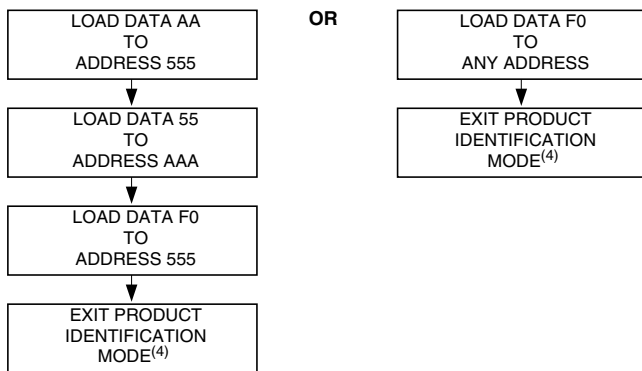 LOAD DATA AA
TO
ADDRESS 555
LOAD DATA 55
TO
ADDRESS AAA
LOAD DATA F0
TO
ADDRESS 555
EXIT PRODUCT
IDENTIFICATION
MODE(4)
OR
LOAD DATA F0
TO
ANY ADDRESS
EXIT PRODUCT
IDENTIFICATION
MODE(4)